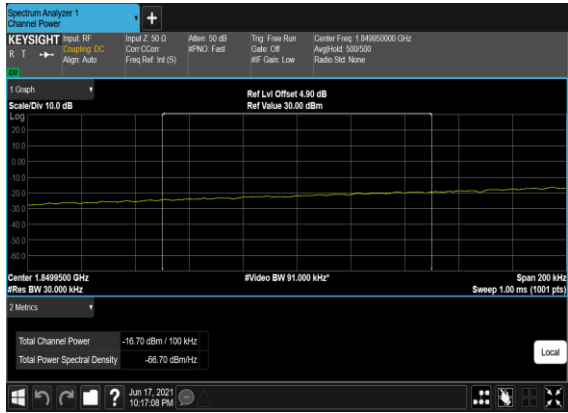 Spectrum Analyzer 1
Channel Power
KEYSIGHT
R T
Input: RF
Coupling: DC
Align: Auto
Input Z: 50 Ω
Corr CCorr
Freq Ref: Int (S)
Atten: 50 dB
#PNO: Fast
Trig: Free Run
Gate: Off
#IF Gain: Low
Center Freq: 1.849950000 GHz
Avg|Hold: 500/500
Radio Std: None
1 Graph
Scale/Div 10.0 dB
Ref Lvl Offset 4.90 dB
Ref Value 30.00 dBm
Log
20.0
10.0
0.00
-10.0
-20.0
-30.0
-40.0
-50.0
-60.0
Center 1.8499500 GHz
#Video BW 91.000 kHz*
Span 200 kHz
#Res BW 30.000 kHz
Sweep 1.00 ms (1001 pts)
2 Metrics
Total Channel Power -16.70 dBm / 100 kHz
Total Power Spectral Density -66.70 dBm/Hz
Local
?
Jun 17, 2021
10:17:08 PM